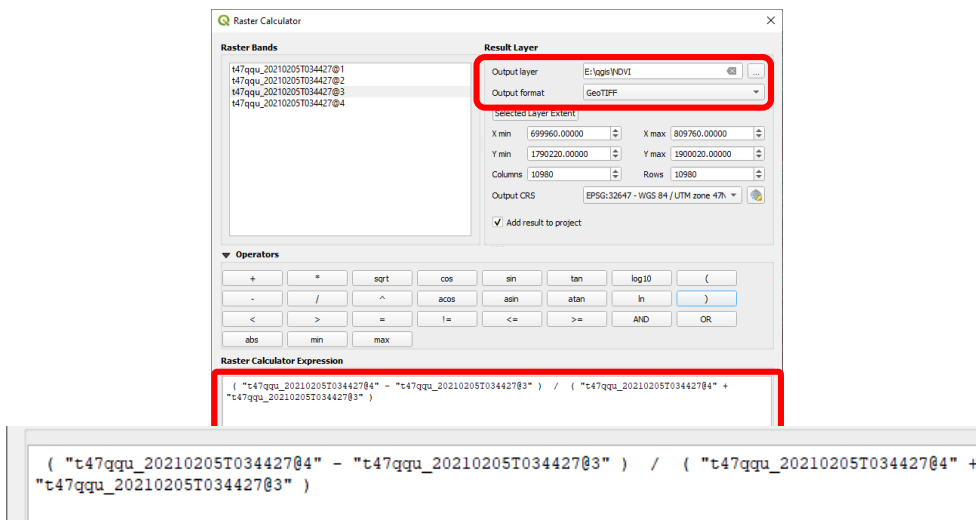 Raster Calculator
Raster Bands
t47qqu_20210205T034427@1
t47qqu_20210205T034427@2
t47qqu_20210205T034427@3
t47qqu_20210205T034427@4
Result Layer
Output layer E:\qgis\NDVI ...
Output format GeoTIFF
Selected Layer Extent
X min 699960.00000 X max 809760.00000
Y min 1790220.00000 Y max 1900020.00000
Columns 10980 Rows 10980
Output CRS EPSG:32647 - WGS 84 / UTM zone 47N
Add result to project
Operators
+ * sqrt cos sin tan log10 (
- / ^ acos asin atan ln )
< > = != <= >= AND OR
abs min max
Raster Calculator Expression
( "t47qqu_20210205T034427@4" - "t47qqu_20210205T034427@3" ) / ( "t47qqu_20210205T034427@4" +
"t47qqu_20210205T034427@3" )
( "t47qqu_20210205T034427@4" - "t47qqu_20210205T034427@3" ) / ( "t47qqu_20210205T034427@4" +
"t47qqu_20210205T034427@3" )